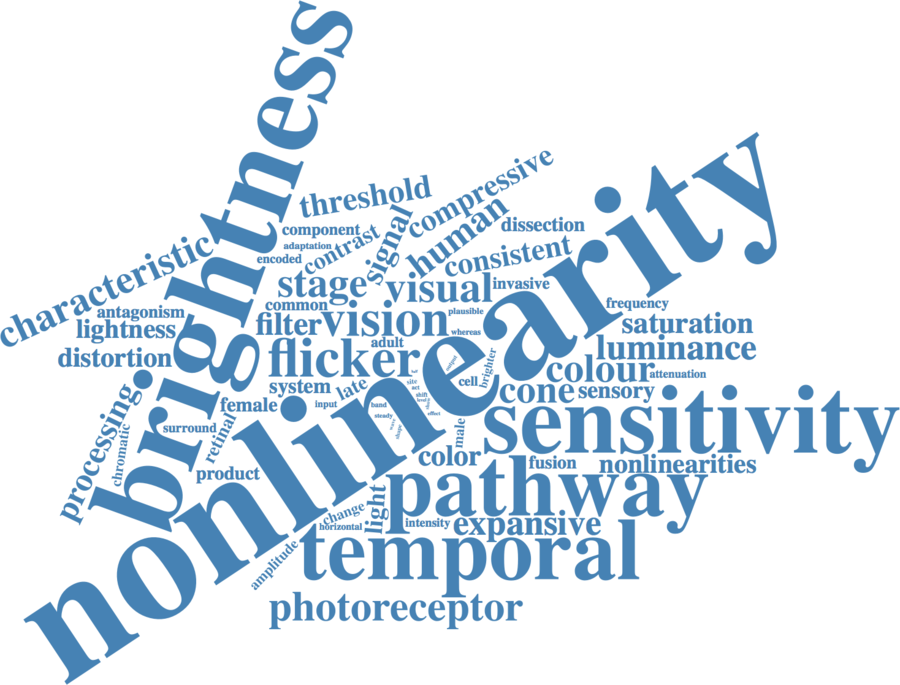 brightness
threshold
compressive
component
signal
human
dissection
characteristic
adaptation
contrast
encoded
consistent
stage
visual
invasive
common
antagonism
lightness
filter
vision
plausible
frequency
whereas
saturation
nonlinearity
distortion
flicker
adult
luminance
output
brighter
colour
attenuation
system
late
site
act
cell
cone
sensory
processing
female
input
band
shift
level
sensitivity
steady
effect
chromatic
surround
retinal
male
product
color
fusion
nonlinearities
pathway
light
change
horizontal
intensity
expansive
amplitude
temporal
photoreceptor